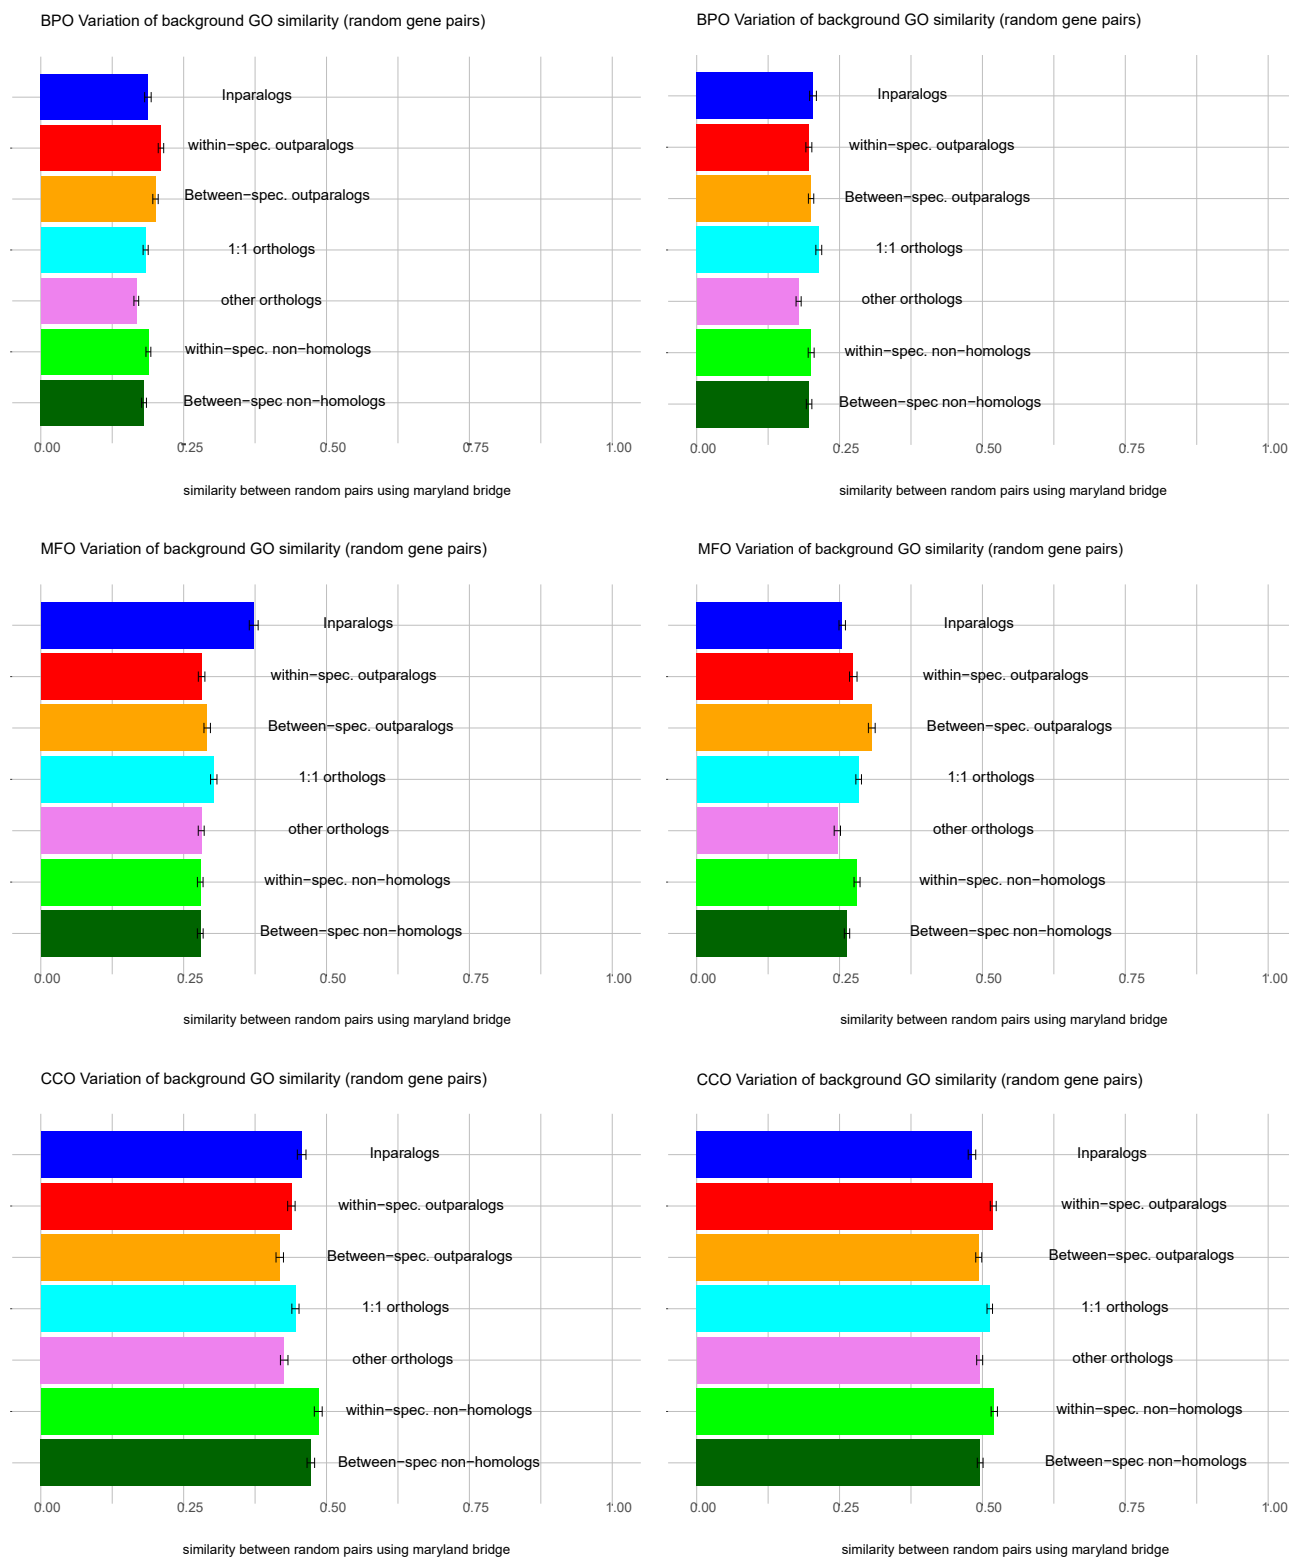 BPO Variation of background GO similarity (random gene pairs)
Inparalogs
within−spec. outparalogs
Between−spec. outparalogs
1:1 orthologs
other orthologs
within−spec. non−homologs
Between−spec non−homologs
0.00 0.25 0.50 0.75 1.00
similarity between random pairs using maryland bridge
BPO Variation of background GO similarity (random gene pairs)
Inparalogs
within−spec. outparalogs
Between−spec. outparalogs
1:1 orthologs
other orthologs
within−spec. non−homologs
Between−spec non−homologs
0.00 0.25 0.50 0.75 1.00
similarity between random pairs using maryland bridge
MFO Variation of background GO similarity (random gene pairs)
Inparalogs
within−spec. outparalogs
Between−spec. outparalogs
1:1 orthologs
other orthologs
within−spec. non−homologs
Between−spec non−homologs
0.00 0.25 0.50 0.75 1.00
similarity between random pairs using maryland bridge
MFO Variation of background GO similarity (random gene pairs)
Inparalogs
within−spec. outparalogs
Between−spec. outparalogs
1:1 orthologs
other orthologs
within−spec. non−homologs
Between−spec non−homologs
0.00 0.25 0.50 0.75 1.00
similarity between random pairs using maryland bridge
CCO Variation of background GO similarity (random gene pairs)
Inparalogs
within−spec. outparalogs
Between−spec. outparalogs
1:1 orthologs
other orthologs
within−spec. non−homologs
Between−spec non−homologs
0.00 0.25 0.50 0.75 1.00
similarity between random pairs using maryland bridge
CCO Variation of background GO similarity (random gene pairs)
Inparalogs
within−spec. outparalogs
Between−spec. outparalogs
1:1 orthologs
other orthologs
within−spec. non−homologs
Between−spec non−homologs
0.00 0.25 0.50 0.75 1.00
similarity between random pairs using maryland bridge